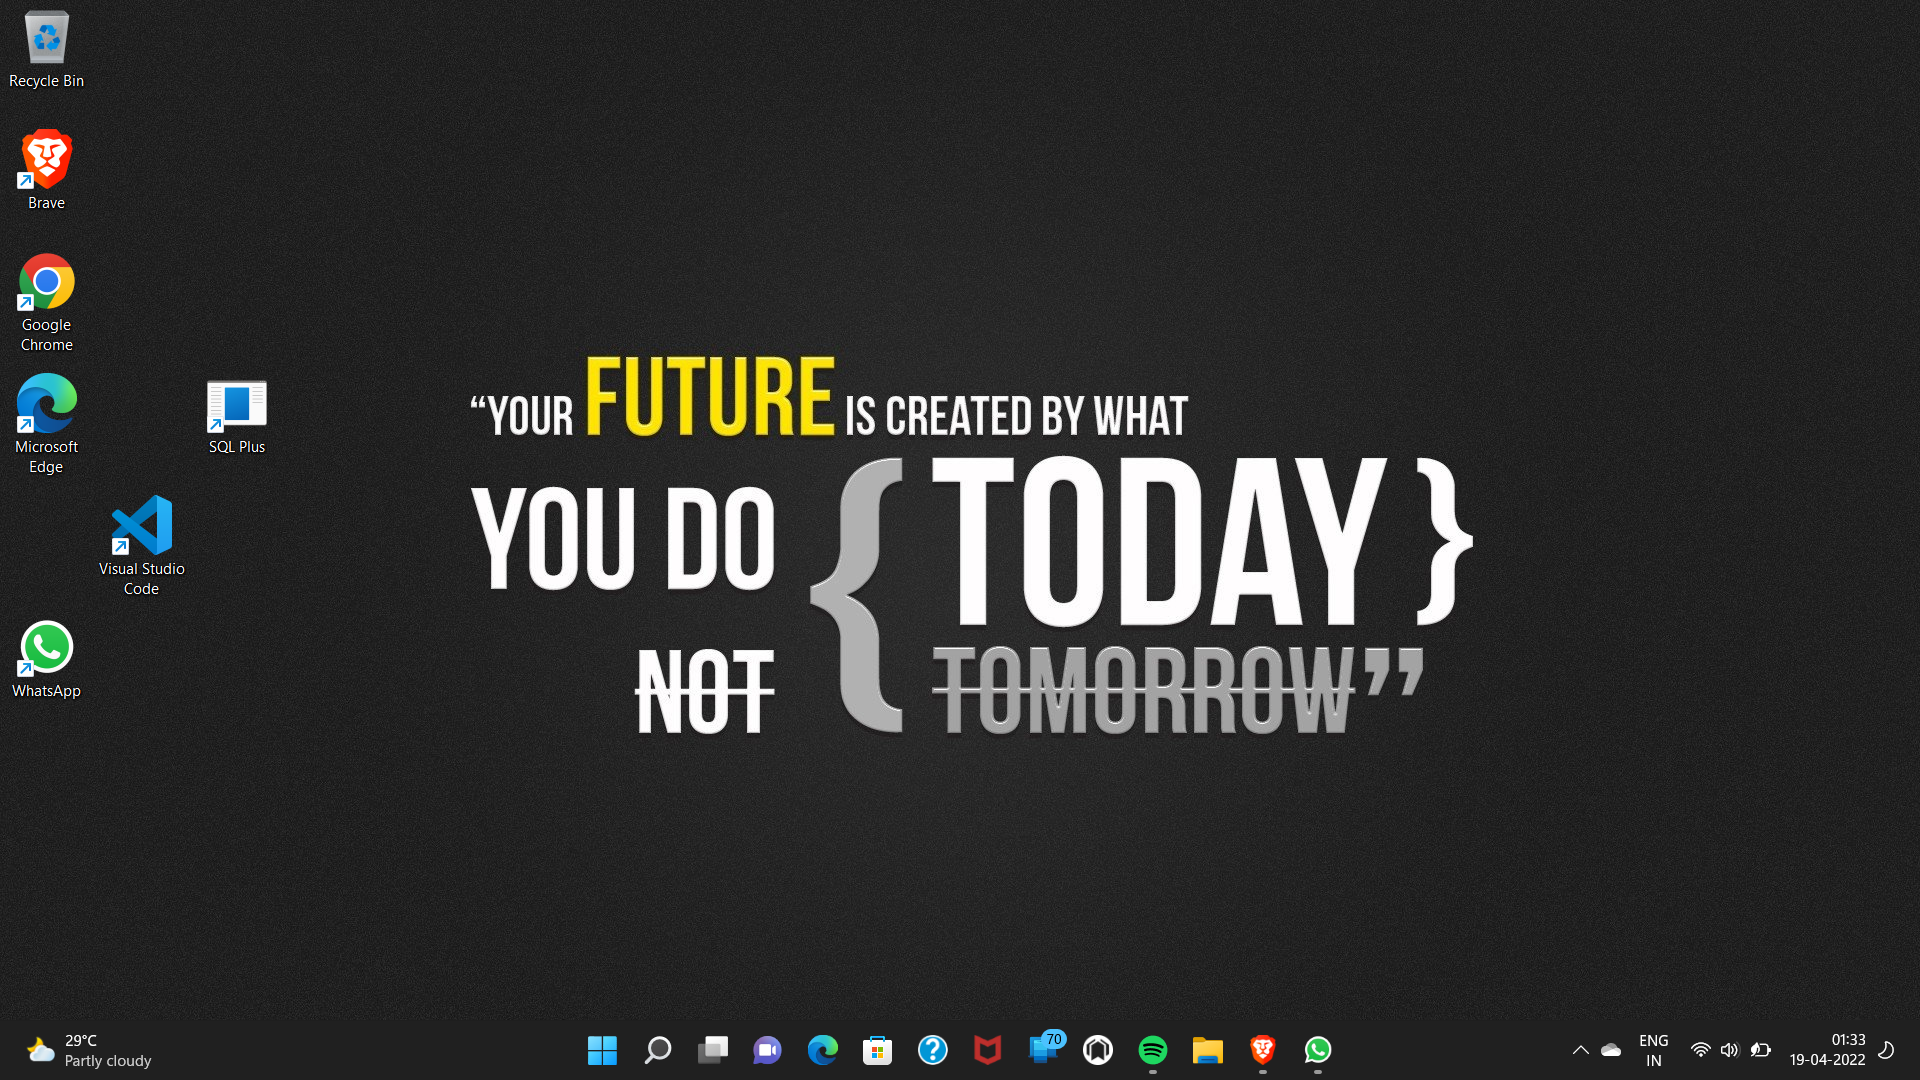 Recycle Bin
Brave
Google
Chrome
Microsoft
Edge
SQL Plus
Visual Studio
Code
WhatsApp
“YOUR FUTURE IS CREATED BY WHAT
YOU DO { TODAY }
NOT TOMORROW”
29°C
Partly cloudy
70
ENG
IN
01:33
19-04-2022